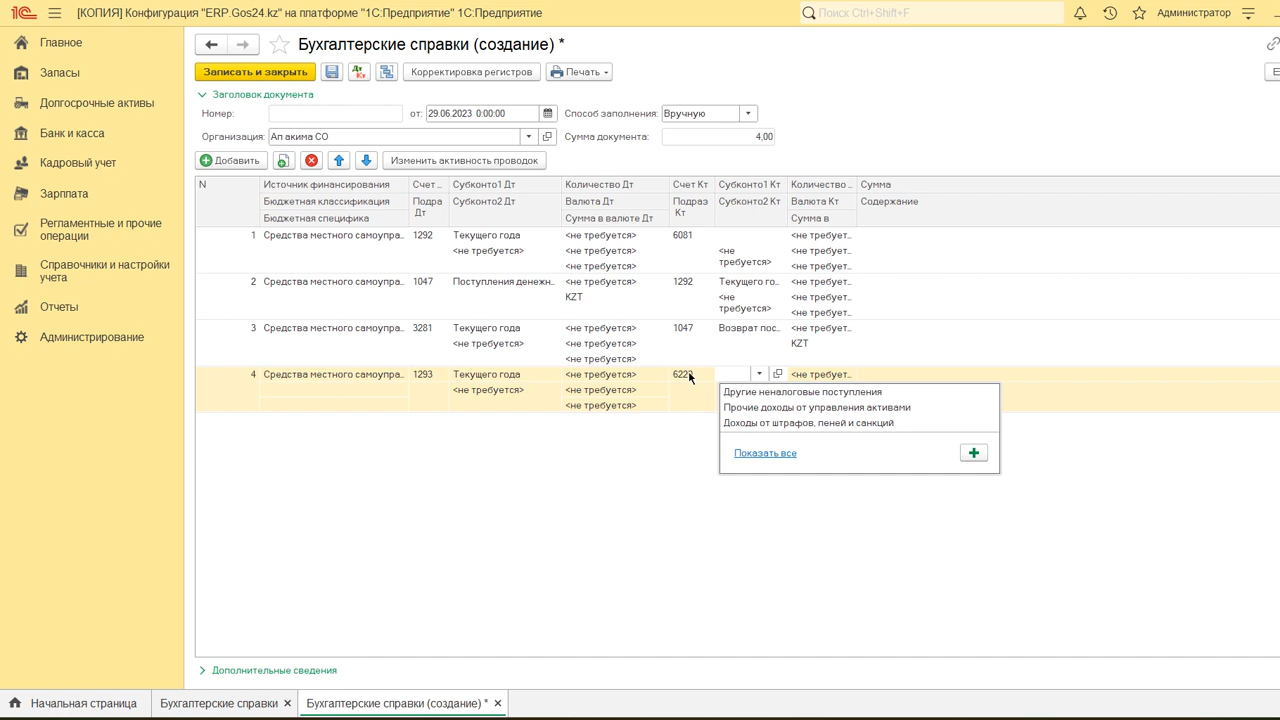 [КОПИЯ] Конфигурация "ERP.Gos24.kz" на платформе "1С:Предприятие" 1С:Предприятие
Поиск Ctrl+Shift+F
Администратор
Главное
Запасы
Долгосрочные активы
Банк и касса
Кадровый учет
Зарплата
Регламентные и прочие
операции
Справочники и настройки
учета
Отчеты
Администрирование
Бухгалтерские справки (создание) *
Записать и закрыть
Дт Кт
Корректировка регистров
Печать
Заголовок документа
Номер: от: 29.06.2023 0:00:00 Способ заполнения: Вручную
Организация: Ап акима СО Сумма документа: 4,00
Добавить Изменить активность проводок
N Источник финансирования Счет... Субконто1 Дт Количество Дт Счет Кт Субконто1 Кт Количество ... Сумма
Бюджетная классификация Подра Дт Субконто2 Дт Валюта Дт Подраз Кт Субконто2 Кт Валюта Кт Содержание
Бюджетная специфика Сумма в валюте Дт Сумма в
1 Средства местного самоупра... 1292 Текущего года <не требуется> 6081 <не требует...
<не требуется> <не требуется> <не требуется> <не требует...
<не требуется> <не требует...
2 Средства местного самоупра... 1047 Поступления денежн... <не требуется> 1292 Текущего го... <не требует...
KZT <не требуется> <не требует...
<не требует...
3 Средства местного самоупра... 3281 Текущего года <не требуется> 1047 Возврат пос... <не требует...
<не требуется> <не требуется> KZT
<не требуется>
4 Средства местного самоупра... 1293 Текущего года <не требуется> <не требует...
<не требуется> <не требуется>
<не требуется>
Другие неналоговые поступления
Прочие доходы от управления активами
Доходы от штрафов, пеней и санкций
Показать все
Дополнительные сведения
Начальная страница Бухгалтерские справки Бухгалтерские справки (создание) *